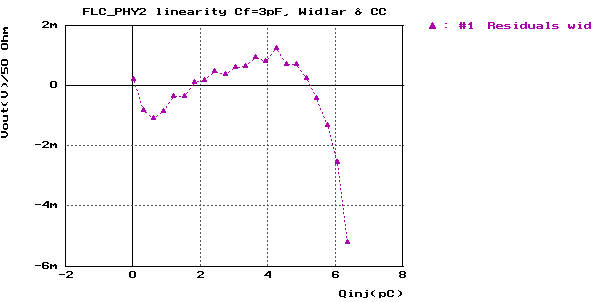 FLC_PHY2 linearity Cf=3pF, Widlar & CC
: #1 Residuals wid
Vout(V)/50 Ohm
2m
0
-2m
-4m
-6m
-2 0 2 4 6 8
Qinj(pC)